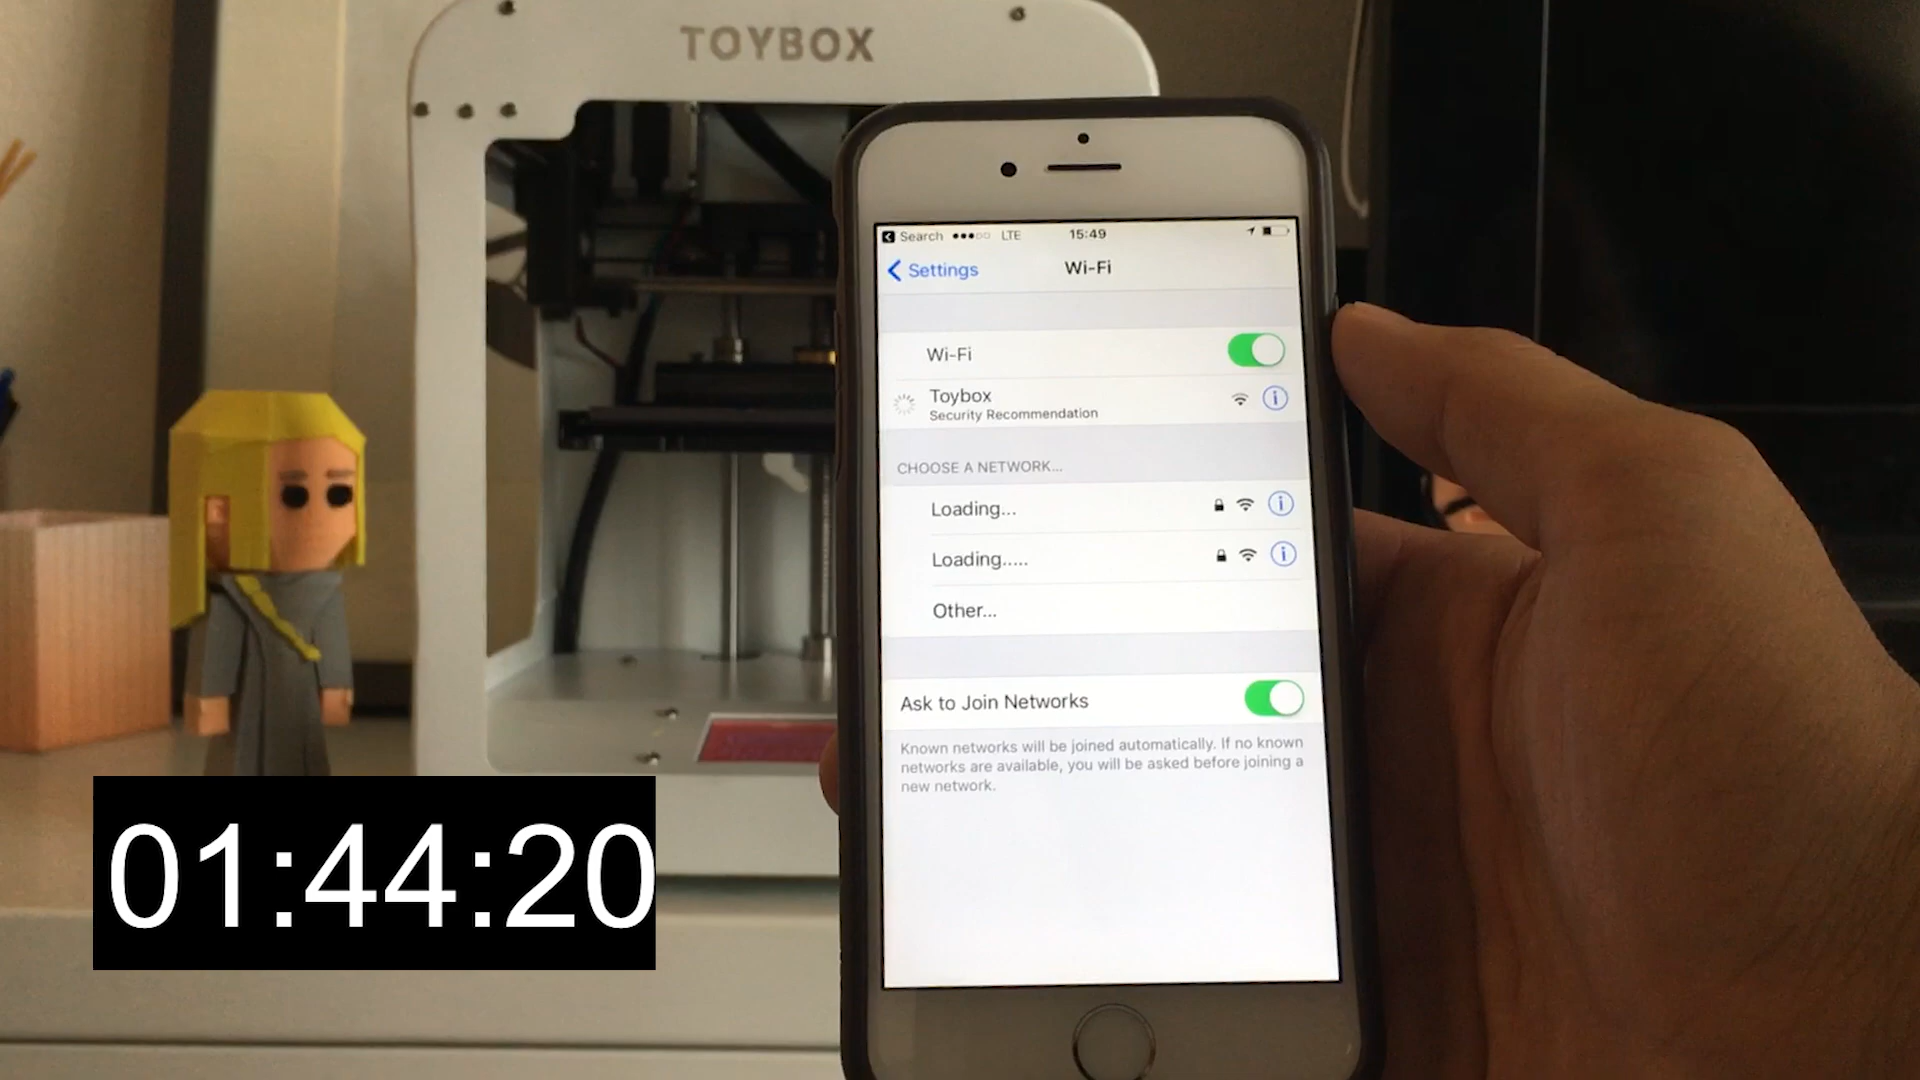 TOYBOX
Search LTE 15:49
Settings Wi-Fi
Wi-Fi
Toybox
Security Recommendation
CHOOSE A NETWORK...
Loading...
Loading.....
Other...
Ask to Join Networks
Known networks will be joined automatically. If no known
networks are available, you will be asked before joining a
new network.
01:44:20